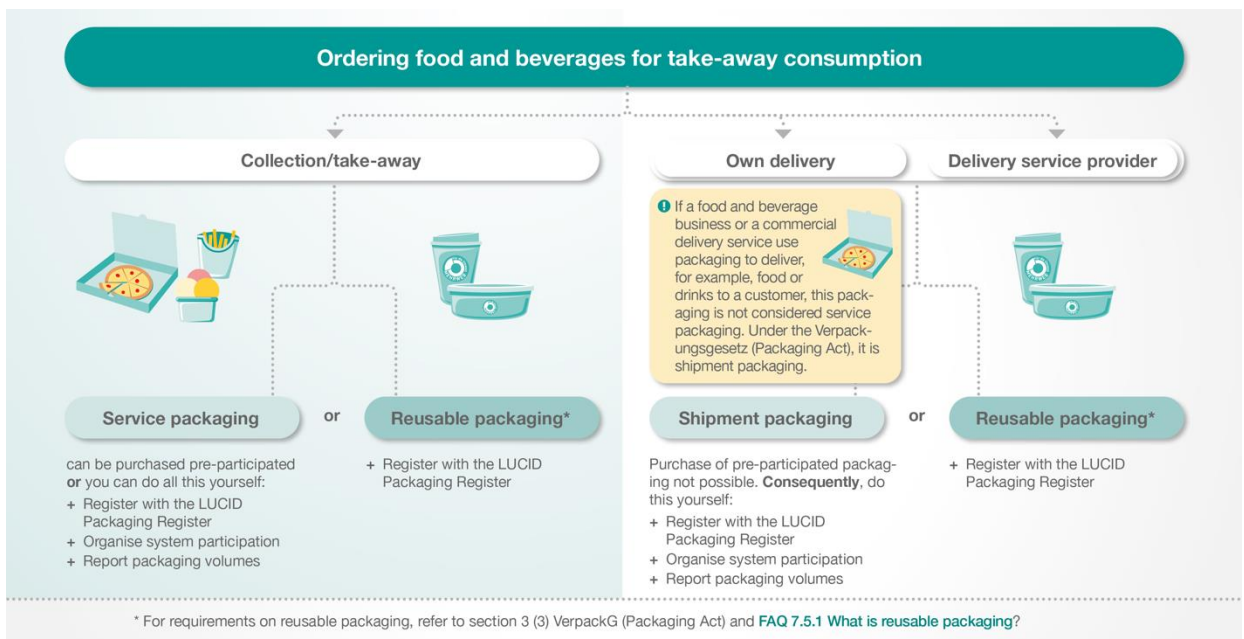 Ordering food and beverages for take-away consumption
Collection/take-away
Own delivery
Delivery service provider
If a food and beverage
business or a commercial
delivery service use
packaging to deliver,
for example, food or
drinks to a customer, this pack-
aging is not considered service
packaging. Under the Verpack-
ungsgesetz (Packaging Act), it is
shipment packaging.
Service packaging
or
Reusable packaging*
can be purchased pre-participated
or you can do all this yourself:
+ Register with the LUCID
Packaging Register
+ Organise system participation
+ Report packaging volumes
+ Register with the LUCID
Packaging Register
Shipment packaging
or
Reusable packaging*
Purchase of pre-participated packag-
ing not possible. Consequently, do
this yourself:
+ Register with the LUCID
Packaging Register
+ Organise system participation
+ Report packaging volumes
+ Register with the LUCID
Packaging Register
* For requirements on reusable packaging, refer to section 3 (3) VerpackG (Packaging Act) and FAQ 7.5.1 What is reusable packaging?